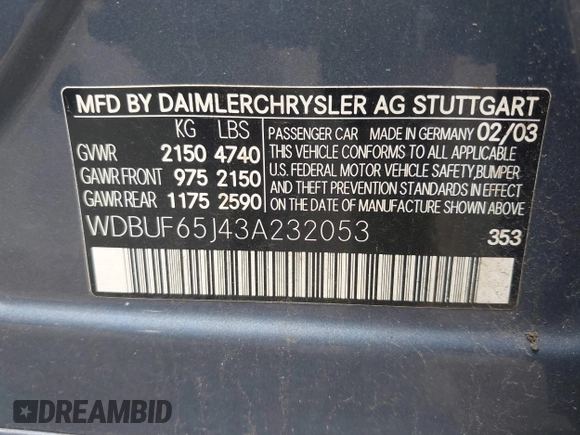 MFD BY DAIMLERCHRYSLER AG STUTTGART
KG LBS
GVWR 2150 4740
GAWR FRONT 975 2150
GAWR REAR 1175 2590
PASSENGER CAR MADE IN GERMANY 02/03
THIS VEHICLE CONFORMS TO ALL APPLICABLE
U.S. FEDERAL MOTOR VEHICLE SAFETY,BUMPER
AND THEFT PREVENTION STANDARDS IN EFFECT
ON THE DATE OF MANUFACTURE SHOWN ABOVE
WDBUF65J43A232053
353
DREAMBID